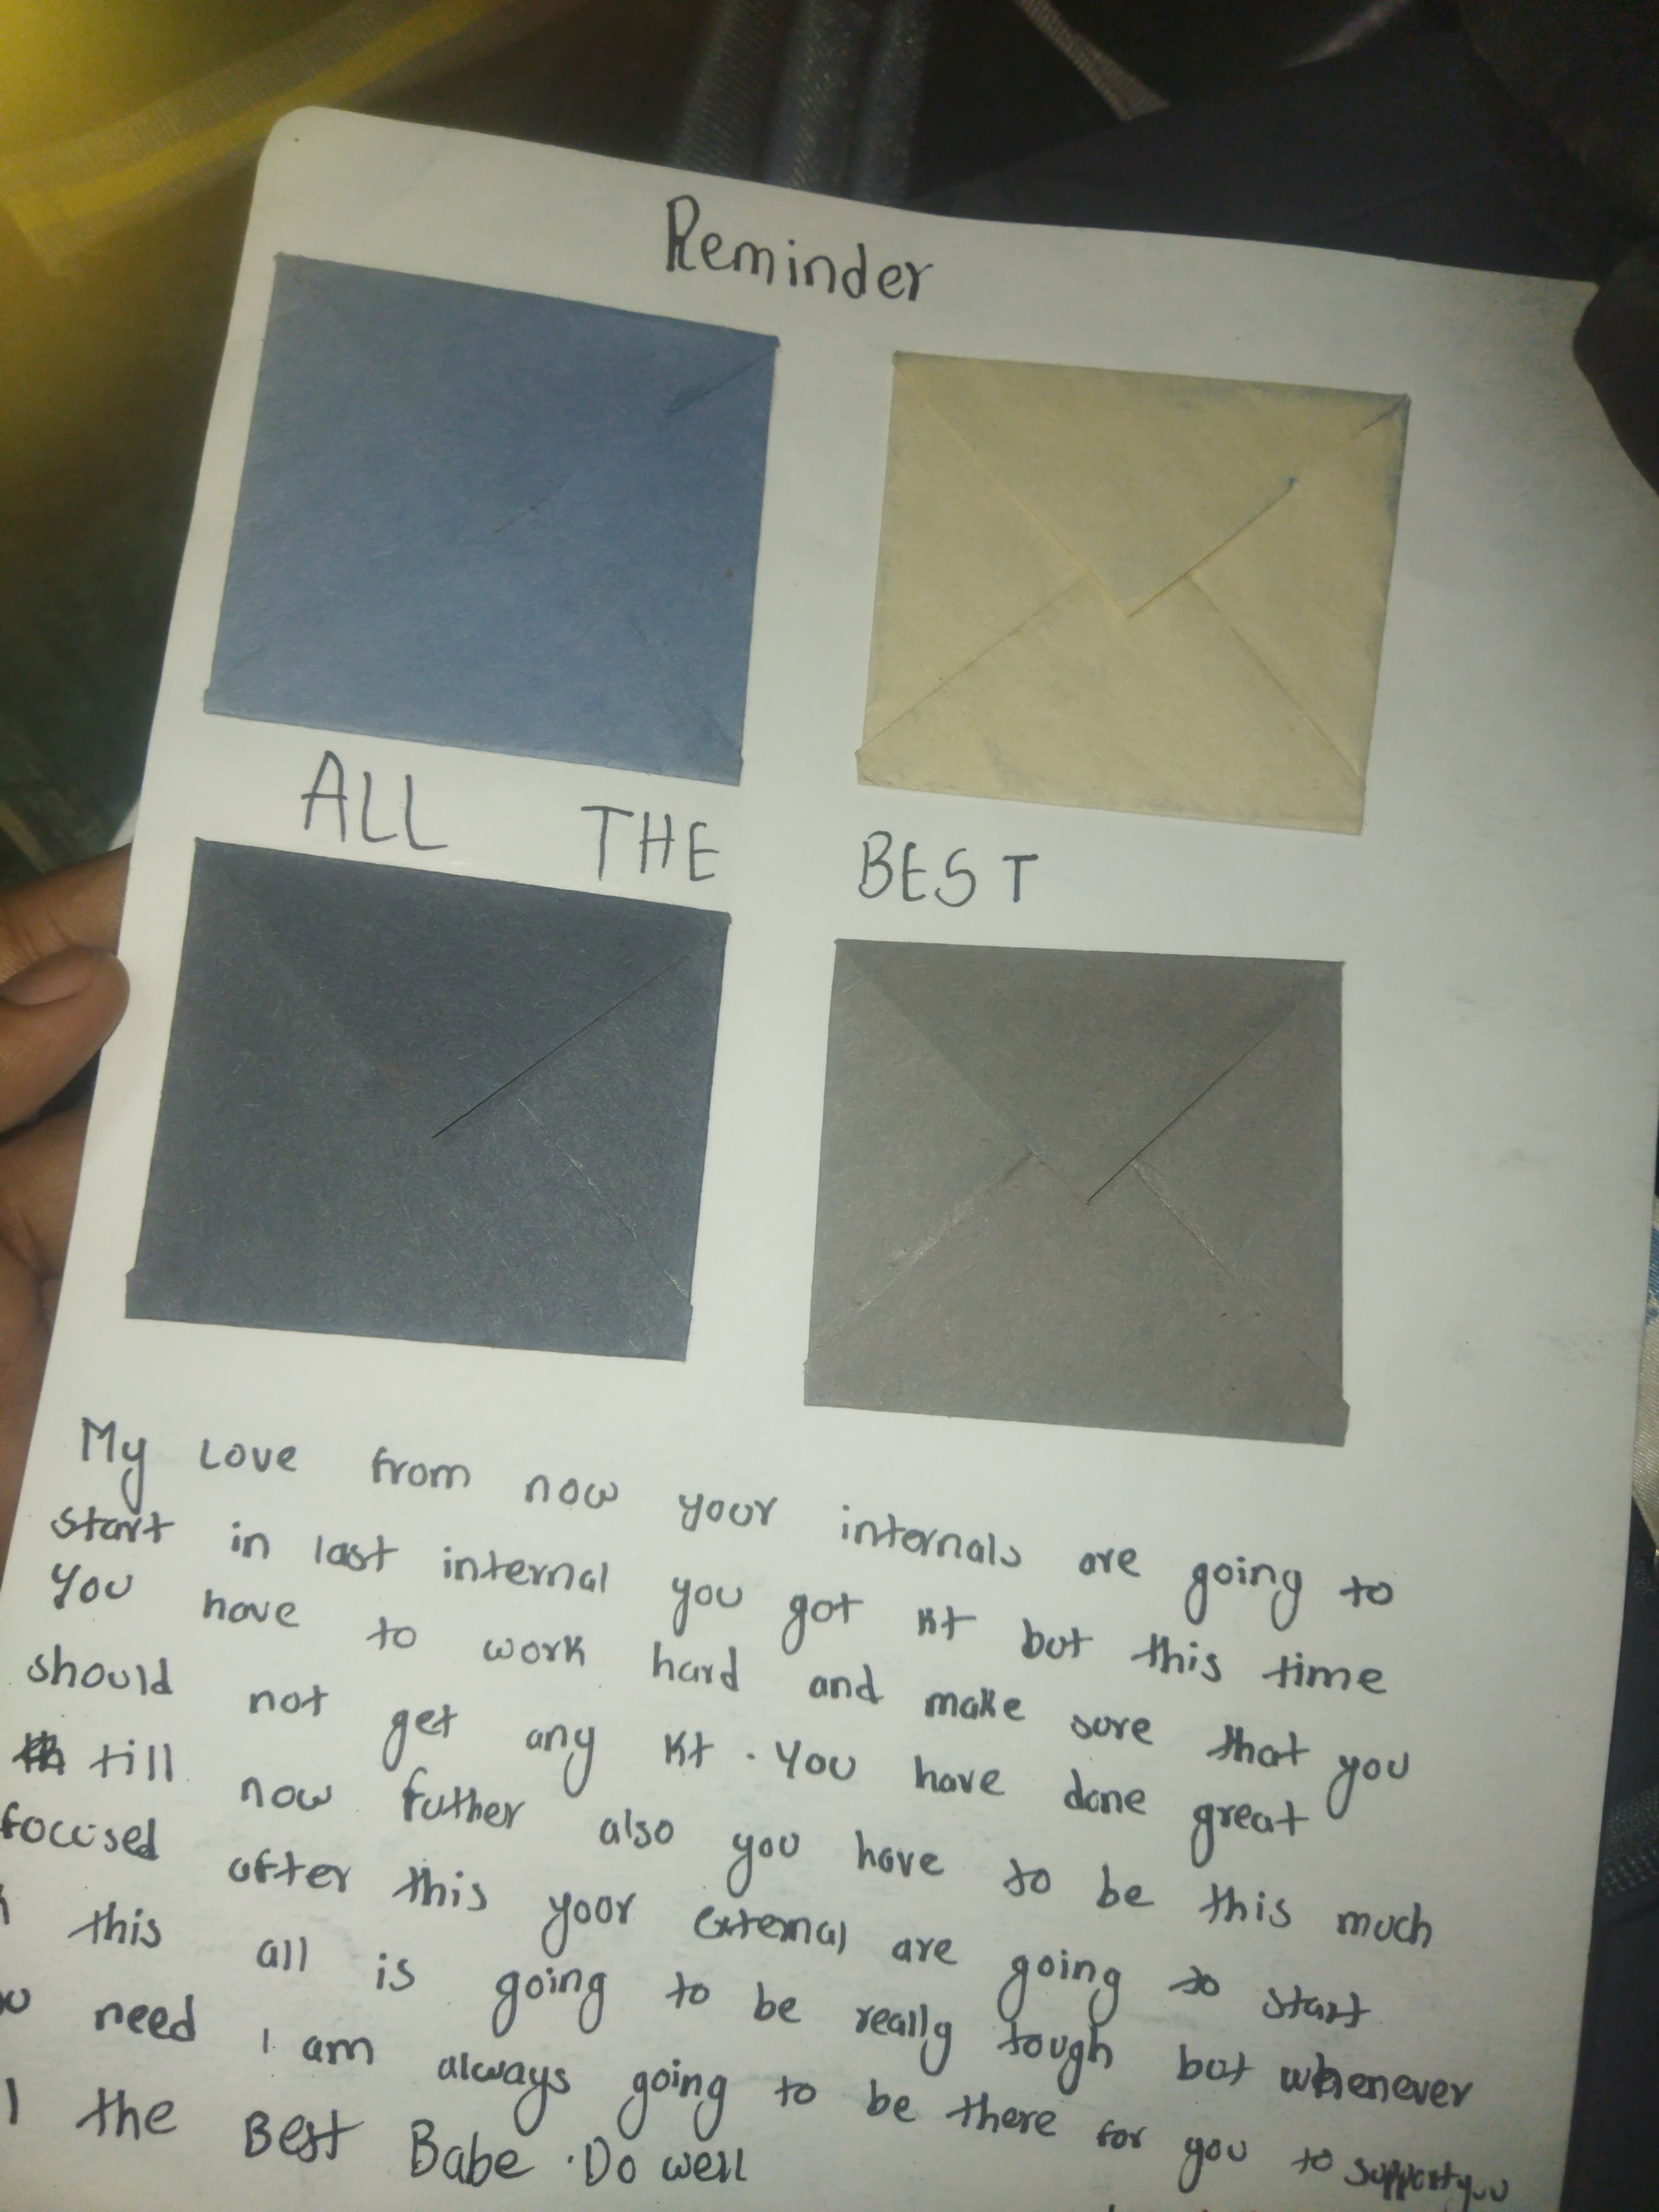 Reminder
ALL THE BEST
My Love from now your internals are going to
start in last internal you got kt but this time
you have to work hard and make sure that you
should not get any kt. You have done great
till now futher also you have to be this much
focused after this your external are going to start
this all is going to be really tough but whenever
need I am always going to be there for you to support you
the Best Babe. Do well